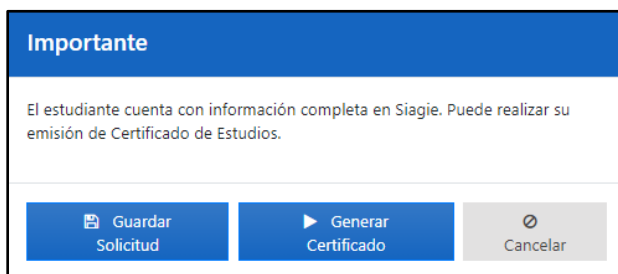 Importante
El estudiante cuenta con información completa en Siagie. Puede realizar su
emisión de Certificado de Estudios.
Guardar
Solicitud
Generar
Certificado
Cancelar